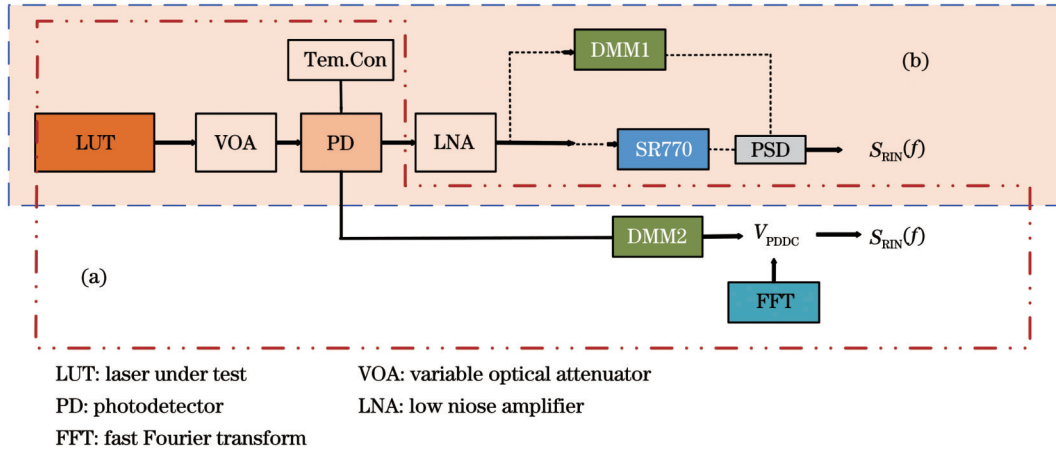 DMM1
(b)
Tem.Con
LUT
VOA
PD
LNA
SR770
PSD
S_RIN(f)
DMM2
V_PDDC
S_RIN(f)
(a)
FFT
LUT: laser under test
VOA: variable optical attenuator
PD: photodetector
LNA: low niose amplifier
FFT: fast Fourier transform